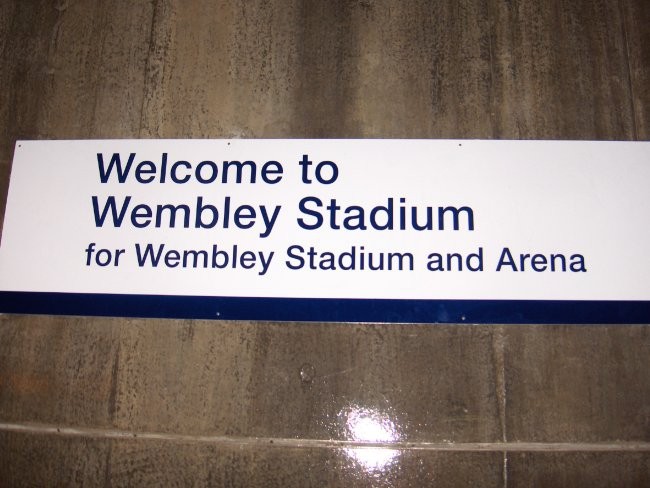 Welcome to
Wembley Stadium
for Wembley Stadium and Arena